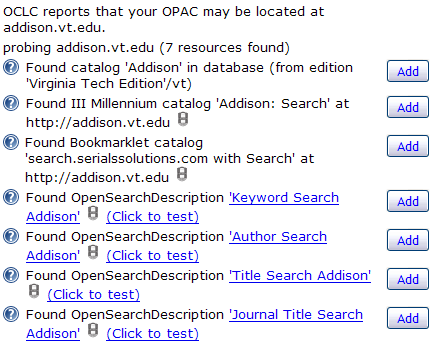 OCLC reports that your OPAC may be located at
addison.vt.edu.
probing addison.vt.edu (7 resources found)
Found catalog 'Addison' in database (from edition
'Virginia Tech Edition'/vt)
Add
Found III Millennium catalog 'Addison: Search' at
http://addison.vt.edu
Add
Found Bookmarklet catalog
'search.serialssolutions.com with Search' at
http://addison.vt.edu
Add
Found OpenSearchDescription 'Keyword Search
Addison' (Click to test)
Add
Found OpenSearchDescription 'Author Search
Addison' (Click to test)
Add
Found OpenSearchDescription 'Title Search Addison'
(Click to test)
Add
Found OpenSearchDescription 'Journal Title Search
Addison' (Click to test)
Add